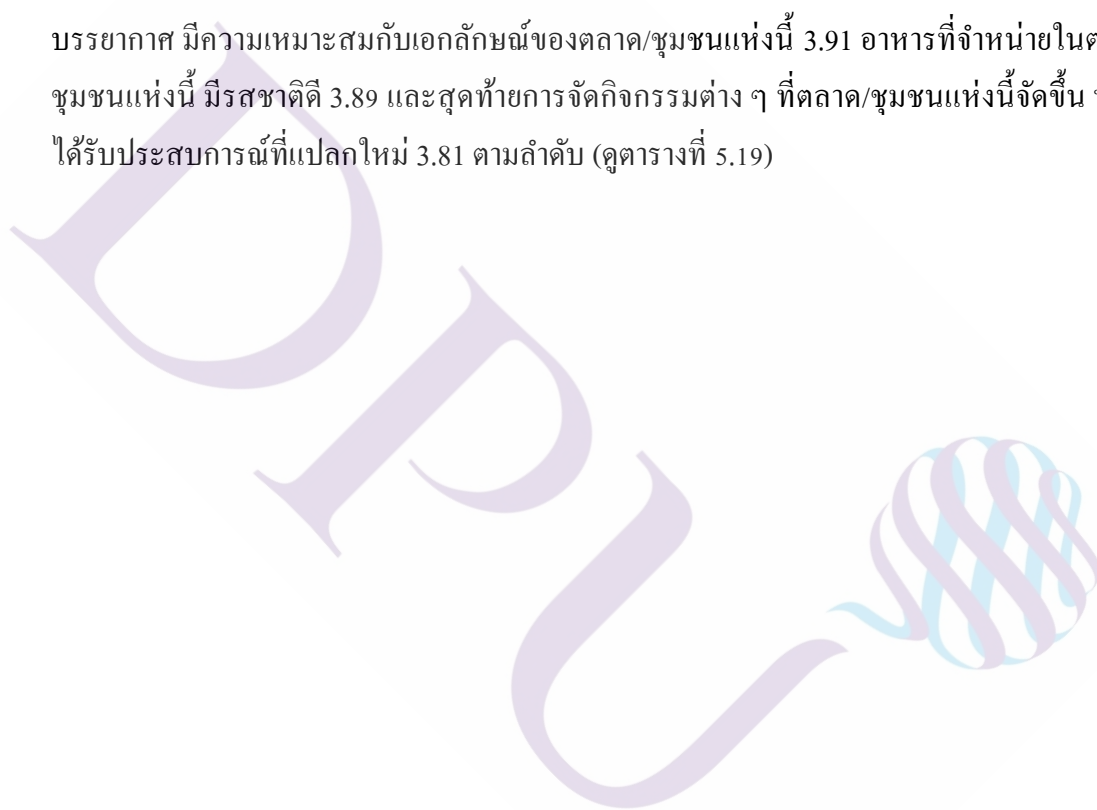 บรรยากาศ มีความเหมาะสมกับเอกลักษณ์ของตลาด/ชุมชนแห่งนี้ 3.91 อาหารที่จำหน่ายใน
ชุมชนแห่งนี้ มีรสชาติดี 3.89 และสุดท้ายการจัดกิจกรรมต่าง ๆ ที่ตลาด/ชุมชนแห่งนี้จัดขึ้น
ได้รับประสบการณ์ที่แปลกใหม่ 3.81 ตามลำดับ (ดูตารางที่ 5.19)
DPU